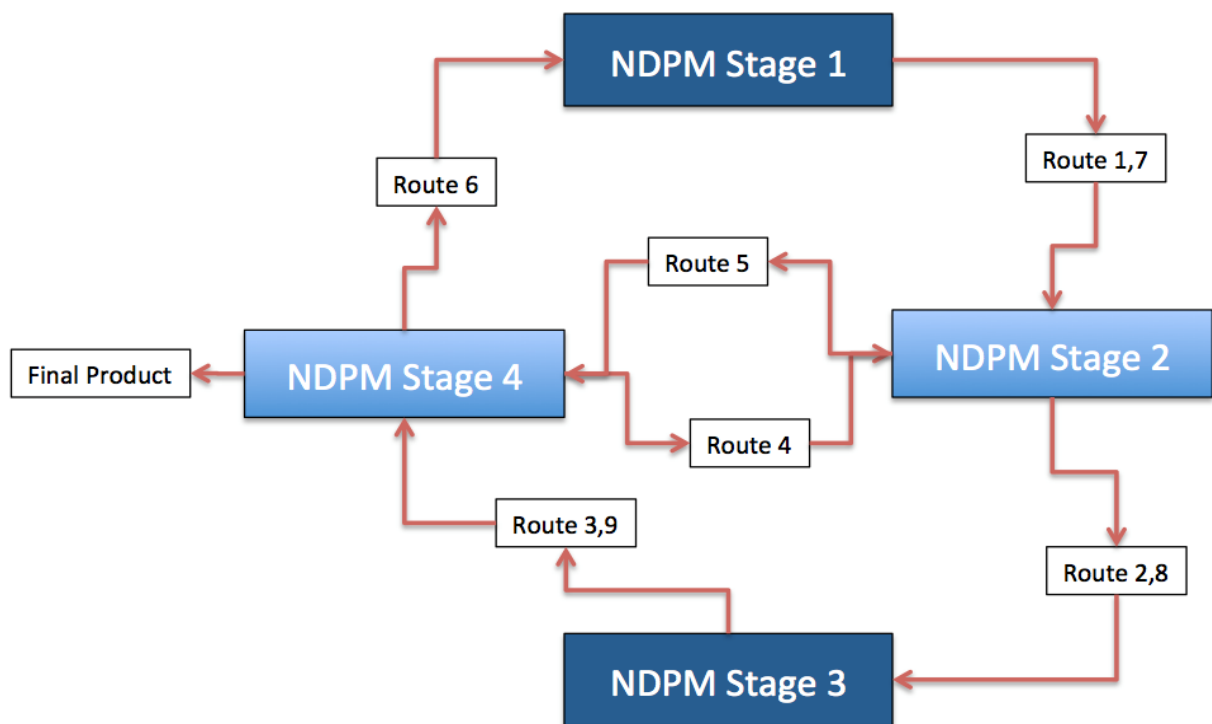 NDPM Stage 1
Route 1,7
Route 6
Route 5
NDPM Stage 2
Final Product
NDPM Stage 4
Route 4
Route 3,9
Route 2,8
NDPM Stage 3